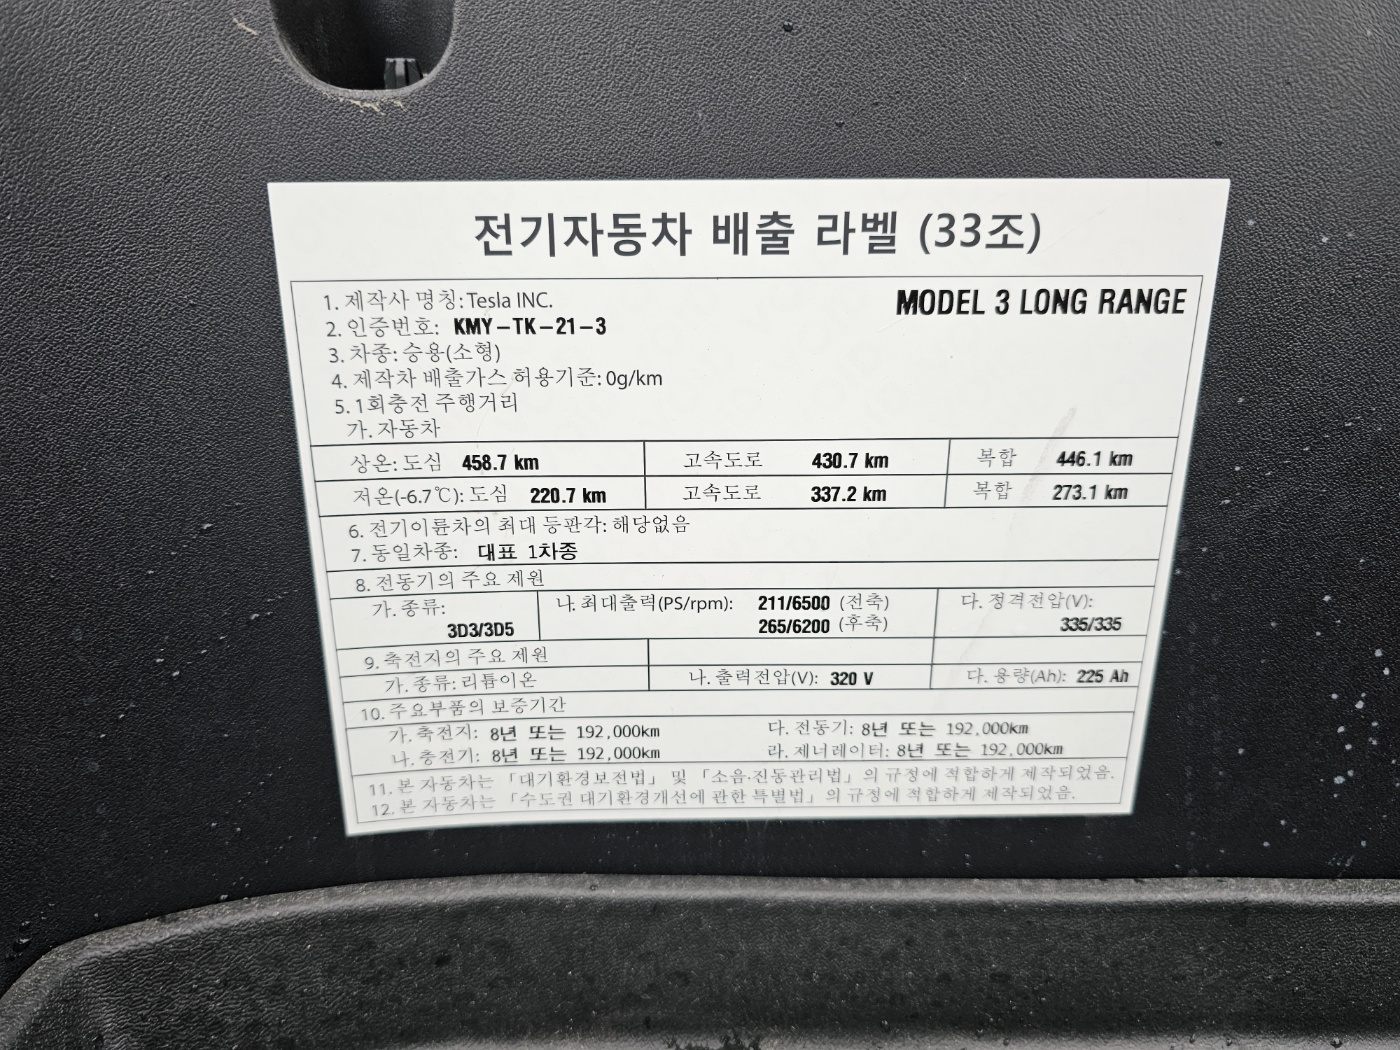 전기자동차 배출 라벨 (33조)
MODEL 3 LONG RANGE
1. 제작사 명칭: Tesla INC.
2. 인증번호: KMY-TK-21-3
3. 차종: 승용(소형)
4. 제작차 배출가스 허용기준: 0g/km
5. 1회충전 주행거리
가. 자동차
상온: 도심 458.7 km 고속도로 430.7 km 복합 446.1 km
저온(-6.7℃): 도심 220.7 km 고속도로 337.2 km 복합 273.1 km
6. 전기이륜차의 최대 등판각: 해당없음
7. 동일차종: 대표 1차종
8. 전동기의 주요 제원
가. 종류: 나. 최대출력(PS/rpm): 211/6500 (전축) 다. 정격전압(V):
3D3/3D5 265/6200 (후축) 335/335
9. 축전지의 주요 제원
가. 종류: 리튬이온 나. 출력전압(V): 320 V 다. 용량(Ah): 225 Ah
10. 주요부품의 보증기간
가. 축전지: 8년 또는 192,000km 다. 전동기: 8년 또는 192,000km
나. 충전기: 8년 또는 192,000km 라. 제너레이터: 8년 또는 192,000km
11. 본 자동차는 「대기환경보전법」 및 「소음·진동관리법」의 규정에 적합하게 제작되었음.
12. 본 자동차는 「수도권 대기환경개선에 관한 특별법」의 규정에 적합하게 제작되었음.